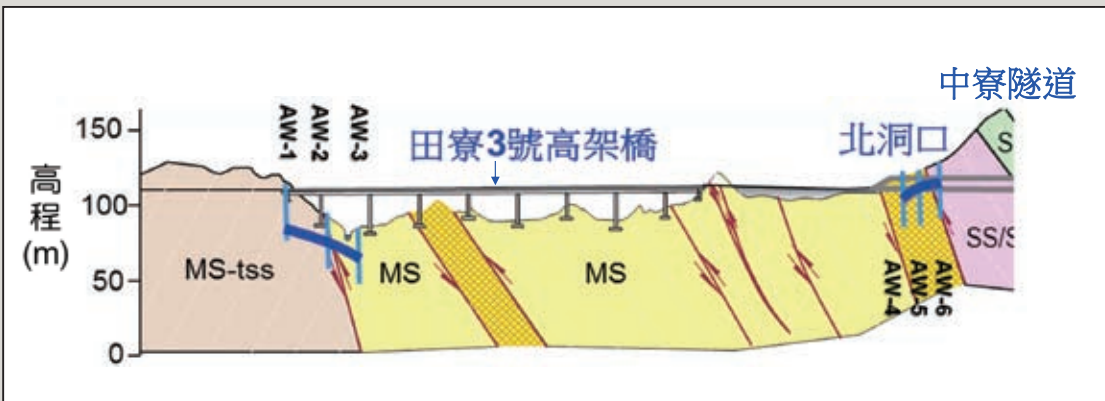 中寮隧道
150
AW-1
AW-2
AW-3
田寮3號高架橋
北洞口
高程
(m)
100
50
0
MS-tss
MS
MS
AW-4
AW-5
AW-6
S
SS/S